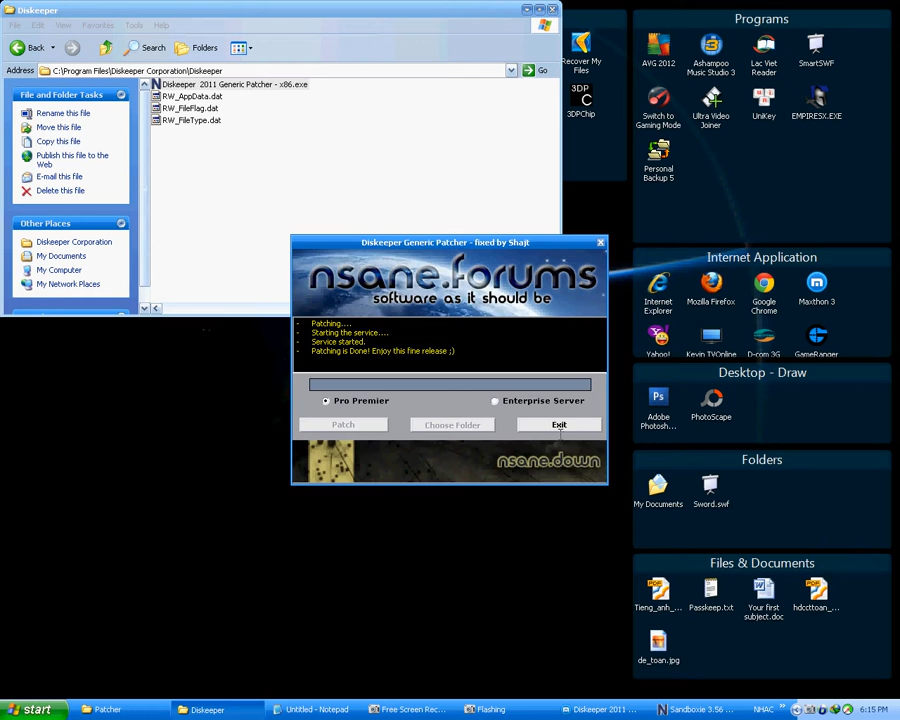 Diskeeper
File Edit View Favorites Tools Help
Back Search Folders
Address C:\Program Files\Diskeeper Corporation\Diskeeper Go
File and Folder Tasks
Rename this file
Move this file
Copy this file
Publish this file to the
Web
E-mail this file
Delete this file
Other Places
Diskeeper Corporation
My Documents
My Computer
My Network Places
Diskeeper 2011 Generic Patcher - x86.exe
RW_AppData.dat
RW_FileFlag.dat
RW_FileType.dat
Diskeeper Generic Patcher - fixed by Shajt
nsane.forums
software as it should be
- Patching....
- Starting the service....
- Service started.
- Patching is Done! Enjoy this fine release ;)
Pro Premier Enterprise Server
Patch Choose Folder Exit
nsane.down
Recover My
Files
3DP
Chip
3DPChip
Programs
AVG 2012
Ashampoo
Music Studio 3
Lac Viet
Reader
SmartSWF
Switch to
Gaming Mode
Ultra Video
Joiner
UniKey
EMPIRESX.EXE
Personal
Backup 5
Internet Application
Internet
Explorer
Mozilla Firefox
Google
Chrome
Maxthon 3
Yahoo!
Kevin TVOnline
D-com 3G
GameRanger
Desktop - Draw
Ps
Adobe
Photosh...
PhotoScape
Folders
My Documents
Sword.swf
Files & Documents
Tieng_anh_...
Passkeep.txt
Your first
subject.doc
hdccttoan_...
de_toan.jpg
start Patcher Diskeeper Untitled - Notepad Free Screen Rec... Flashing Diskeeper 2011 ... Sandboxie 3.56 ... NHAC 6:15 PM